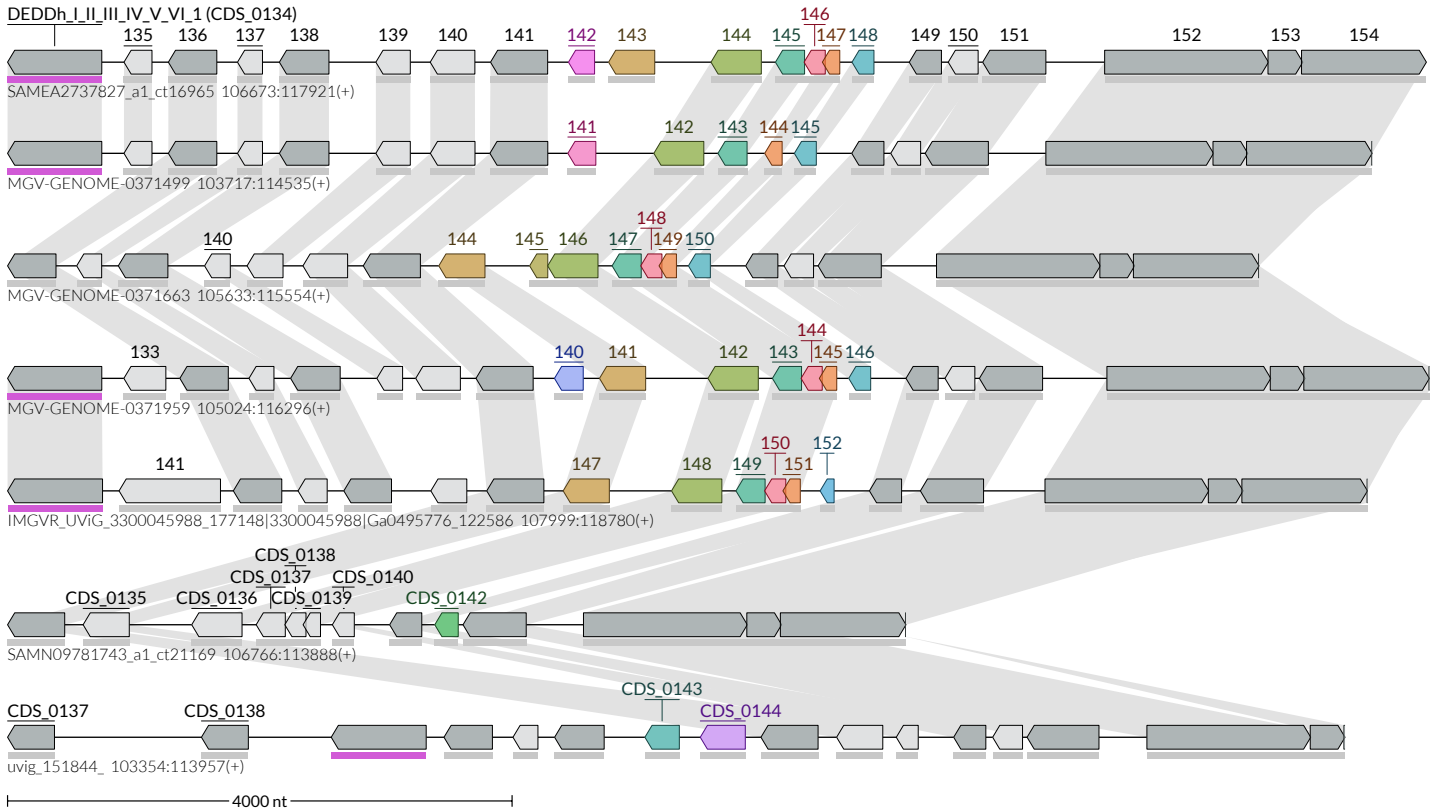 DEDDh_I_II_III_IV_V_VI_1 (CDS_0134)
135 136 137 138 139 140 141 142 143 144 145 146 147 148 149 150 151 152 153 154
SAMEA2737827_a1_ct16965 106673:117921(+)
141 142 143 144 145
MGV-GENOME-0371499 103717:114535(+)
140 144 145 146 147 148 149 150
MGV-GENOME-0371663 105633:115554(+)
133 140 141 142 143 144 145 146
MGV-GENOME-0371959 105024:116296(+)
141 147 148 149 150 151 152
IMGVR_UViG_3300045988_177148|3300045988|Ga0495776_122586 107999:118780(+)
CDS_0138
CDS_0137 CDS_0140
CDS_0135 CDS_0136 CDS_0139 CDS_0142
SAMN09781743_a1_ct21169 106766:113888(+)
CDS_0143
CDS_0137 CDS_0138 CDS_0144
uvig_151844_ 103354:113957(+)
4000 nt